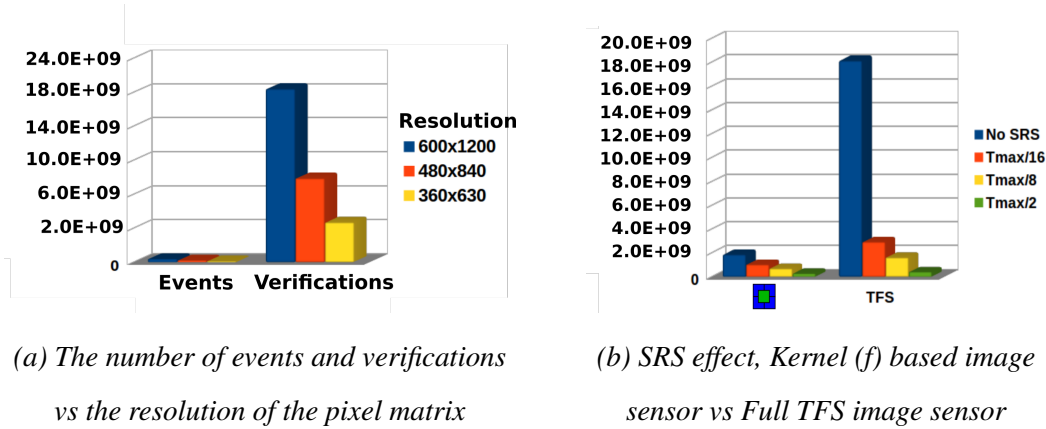 24.0E+09
18.0E+09
14.0E+09
10.0E+09
6.0E+09
2.0E+09
0
Events Verifications
Resolution
600x1200
480x840
360x630
(a) The number of events and verifications
vs the resolution of the pixel matrix
20.0E+09
18.0E+09
16.0E+09
14.0E+09
12.0E+09
10.0E+09
8.0E+09
6.0E+09
4.0E+09
2.0E+09
0
TFS
No SRS
Tmax/16
Tmax/8
Tmax/2
(b) SRS effect, Kernel (f) based image
sensor vs Full TFS image sensor